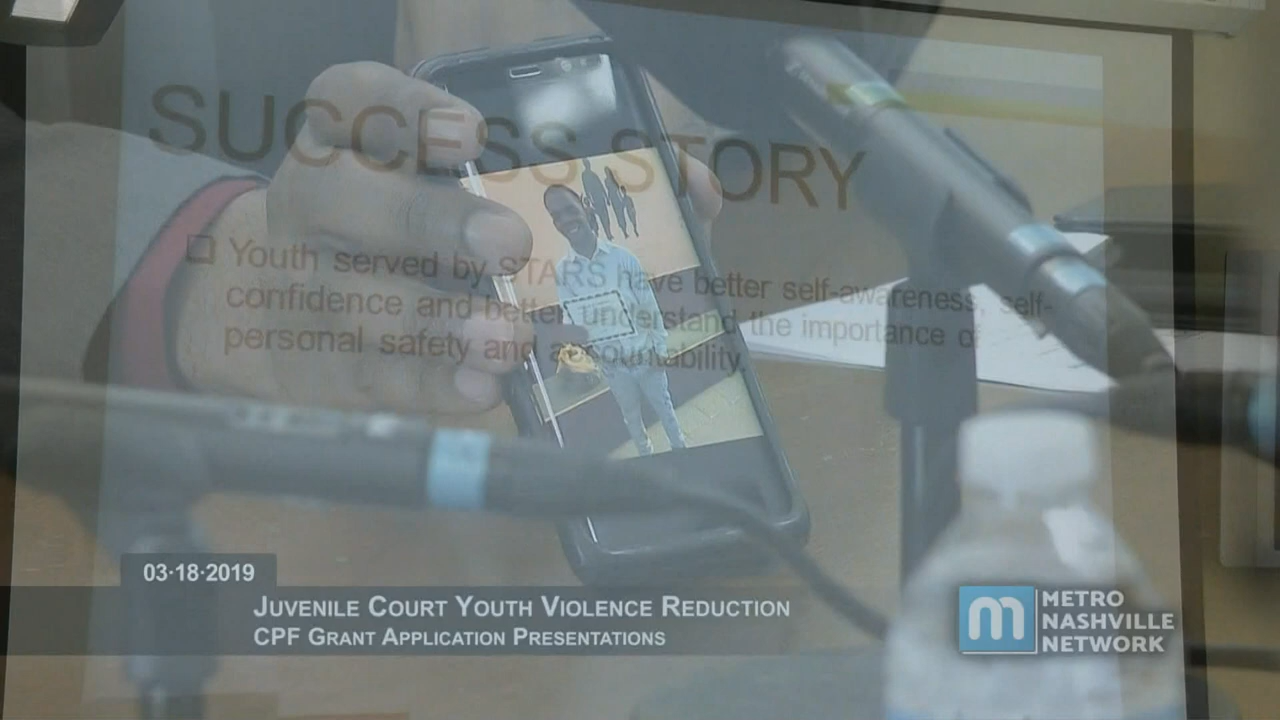 SUCCESS STORY
Youth served by STARS have better self-awareness, self-
confidence and better understand the importance of
personal safety and accountability.
03·18·2019
JUVENILE COURT YOUTH VIOLENCE REDUCTION
CPF GRANT APPLICATION PRESENTATIONS
m METRO
NASHVILLE
NETWORK